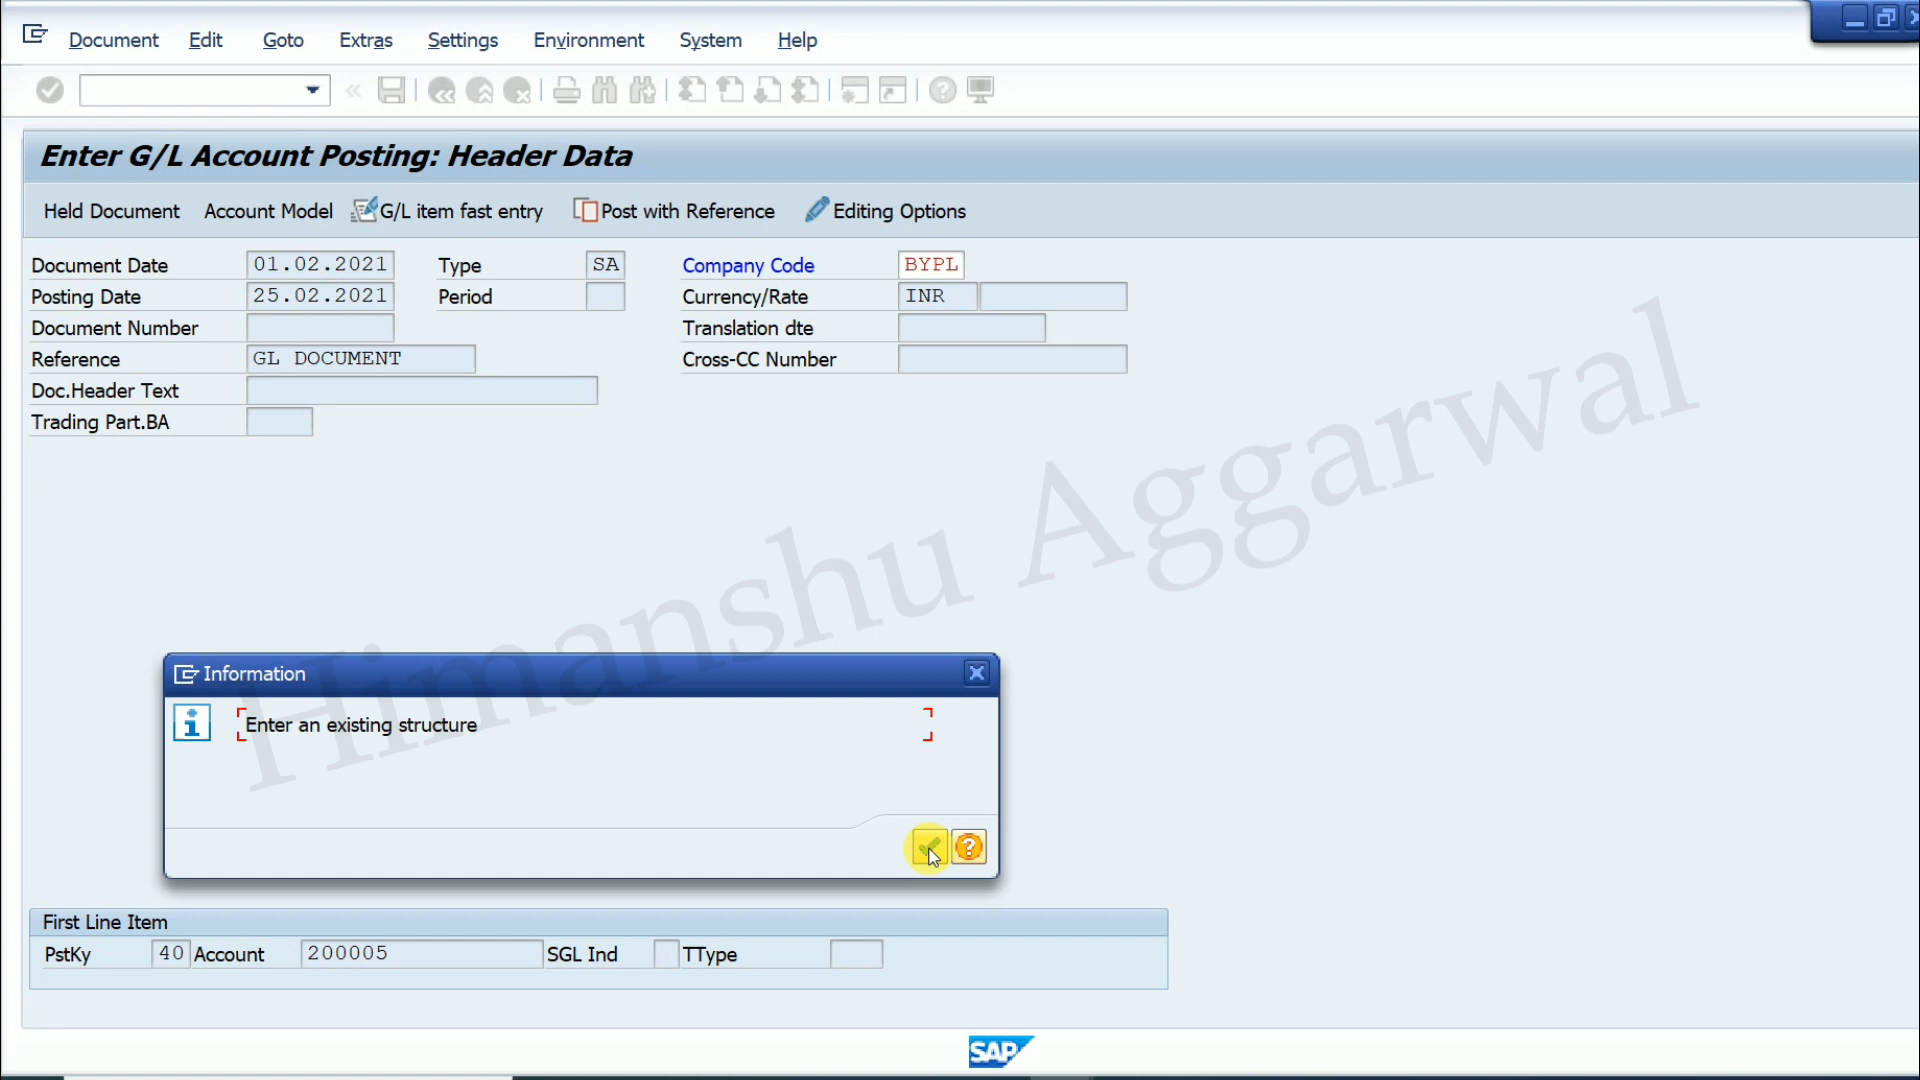 Document Edit Goto Extras Settings Environment System Help
Enter G/L Account Posting: Header Data
Held Document Account Model G/L item fast entry Post with Reference Editing Options
Document Date 01.02.2021 Type SA Company Code BYPL
Posting Date 25.02.2021 Period Currency/Rate INR
Document Number Translation dte
Reference GL DOCUMENT Cross-CC Number
Doc.Header Text
Trading Part.BA
Himanshu Aggarwal
Information
Enter an existing structure
First Line Item
PstKy 40 Account 200005 SGL Ind TType
SAP